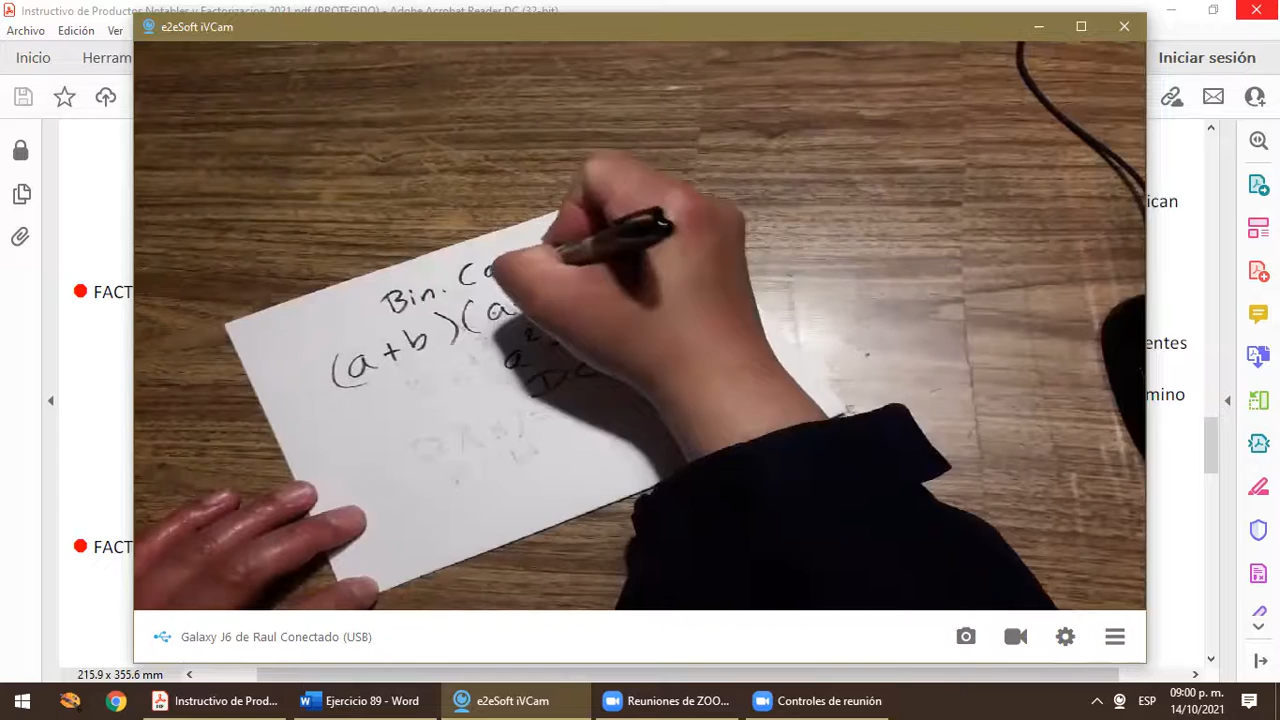 Instructivo de Productos Notables y Factorizacion 2021.pdf (PROTEGIDO) - Adobe Acrobat Reader DC (32-bit)
e2eSoft iVCam
Archivo Edición Ver
Inicio Herram
Iniciar sesión
ican
FACT
entes
mino
FACT
Bin. Co
(a+b)(a
a²
Galaxy J6 de Raul Conectado (USB)
215.9 x 355.6 mm
Instructivo de Prod...
Ejercicio 89 - Word
e2eSoft iVCam
Reuniones de ZOO...
Controles de reunión
ESP
09:00 p. m.
14/10/2021